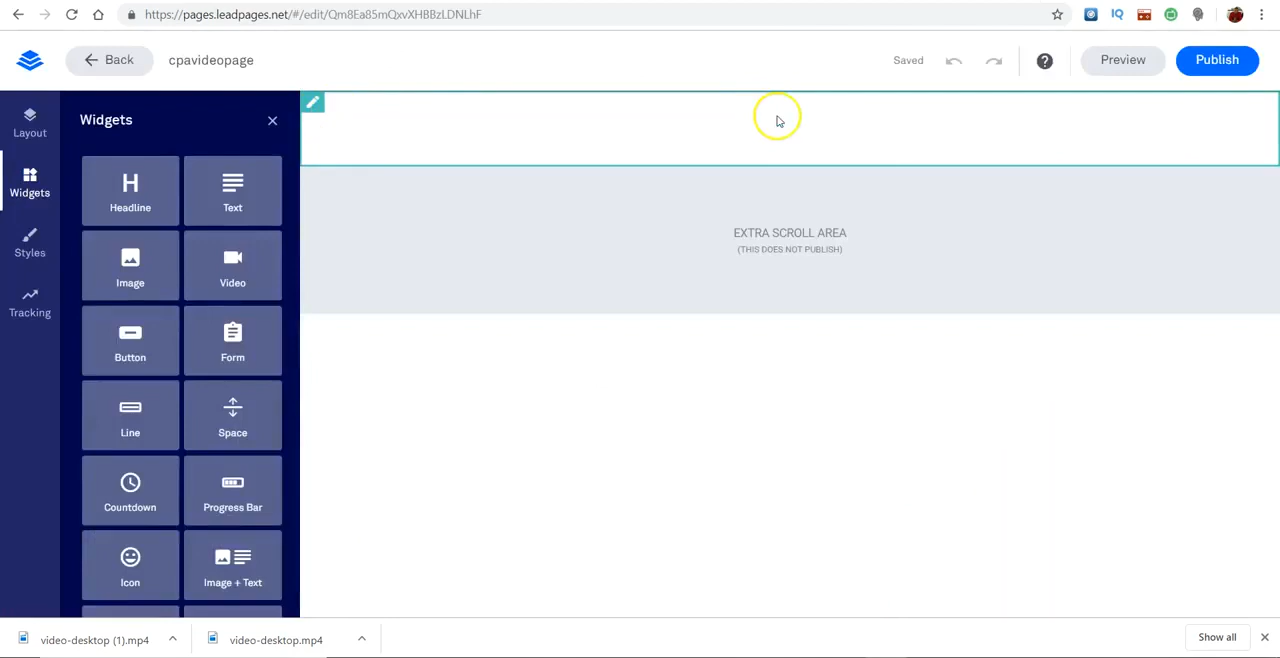 https://pages.leadpages.net/#/edit/Qm8Ea85mQxvXHBBzLDNLhF
IQ
Back
cpavideopage
Saved
Preview
Publish
Layout
Widgets
Styles
Tracking
Widgets
H
Headline
Text
Image
Video
Button
Form
Line
Space
Countdown
Progress Bar
Icon
Image + Text
EXTRA SCROLL AREA
(THIS DOES NOT PUBLISH)
video-desktop (1).mp4
video-desktop.mp4
Show all